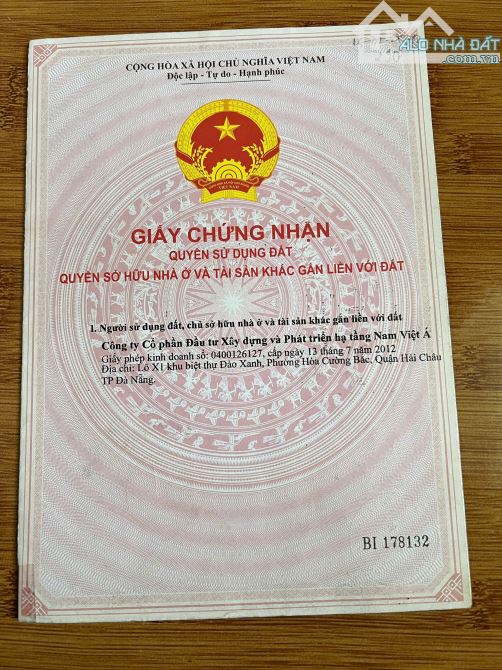 ALO NHÀ ĐẤT
.com.vn
CỘNG HÒA XÃ HỘI CHỦ NGHĨA VIỆT NAM
Độc lập - Tự do - Hạnh phúc
VIỆT NAM
GIẤY CHỨNG NHẬN
QUYỀN SỬ DỤNG ĐẤT
QUYỀN SỞ HỮU NHÀ Ở VÀ TÀI SẢN KHÁC GẮN LIỀN VỚI ĐẤT
1. Người sử dụng đất, chủ sở hữu nhà ở và tài sản khác gắn liền với đất
Công ty Cổ phần Đầu tư Xây dựng và Phát triển hạ tầng Nam Việt Á
Giấy phép kinh doanh số: 0400126127, cấp ngày 13 tháng 7 năm 2012
Địa chỉ: Lô X1 khu biệt thự Đảo Xanh, Phường Hòa Cường Bắc, Quận Hải Châu
TP Đà Nẵng.
BI 178132